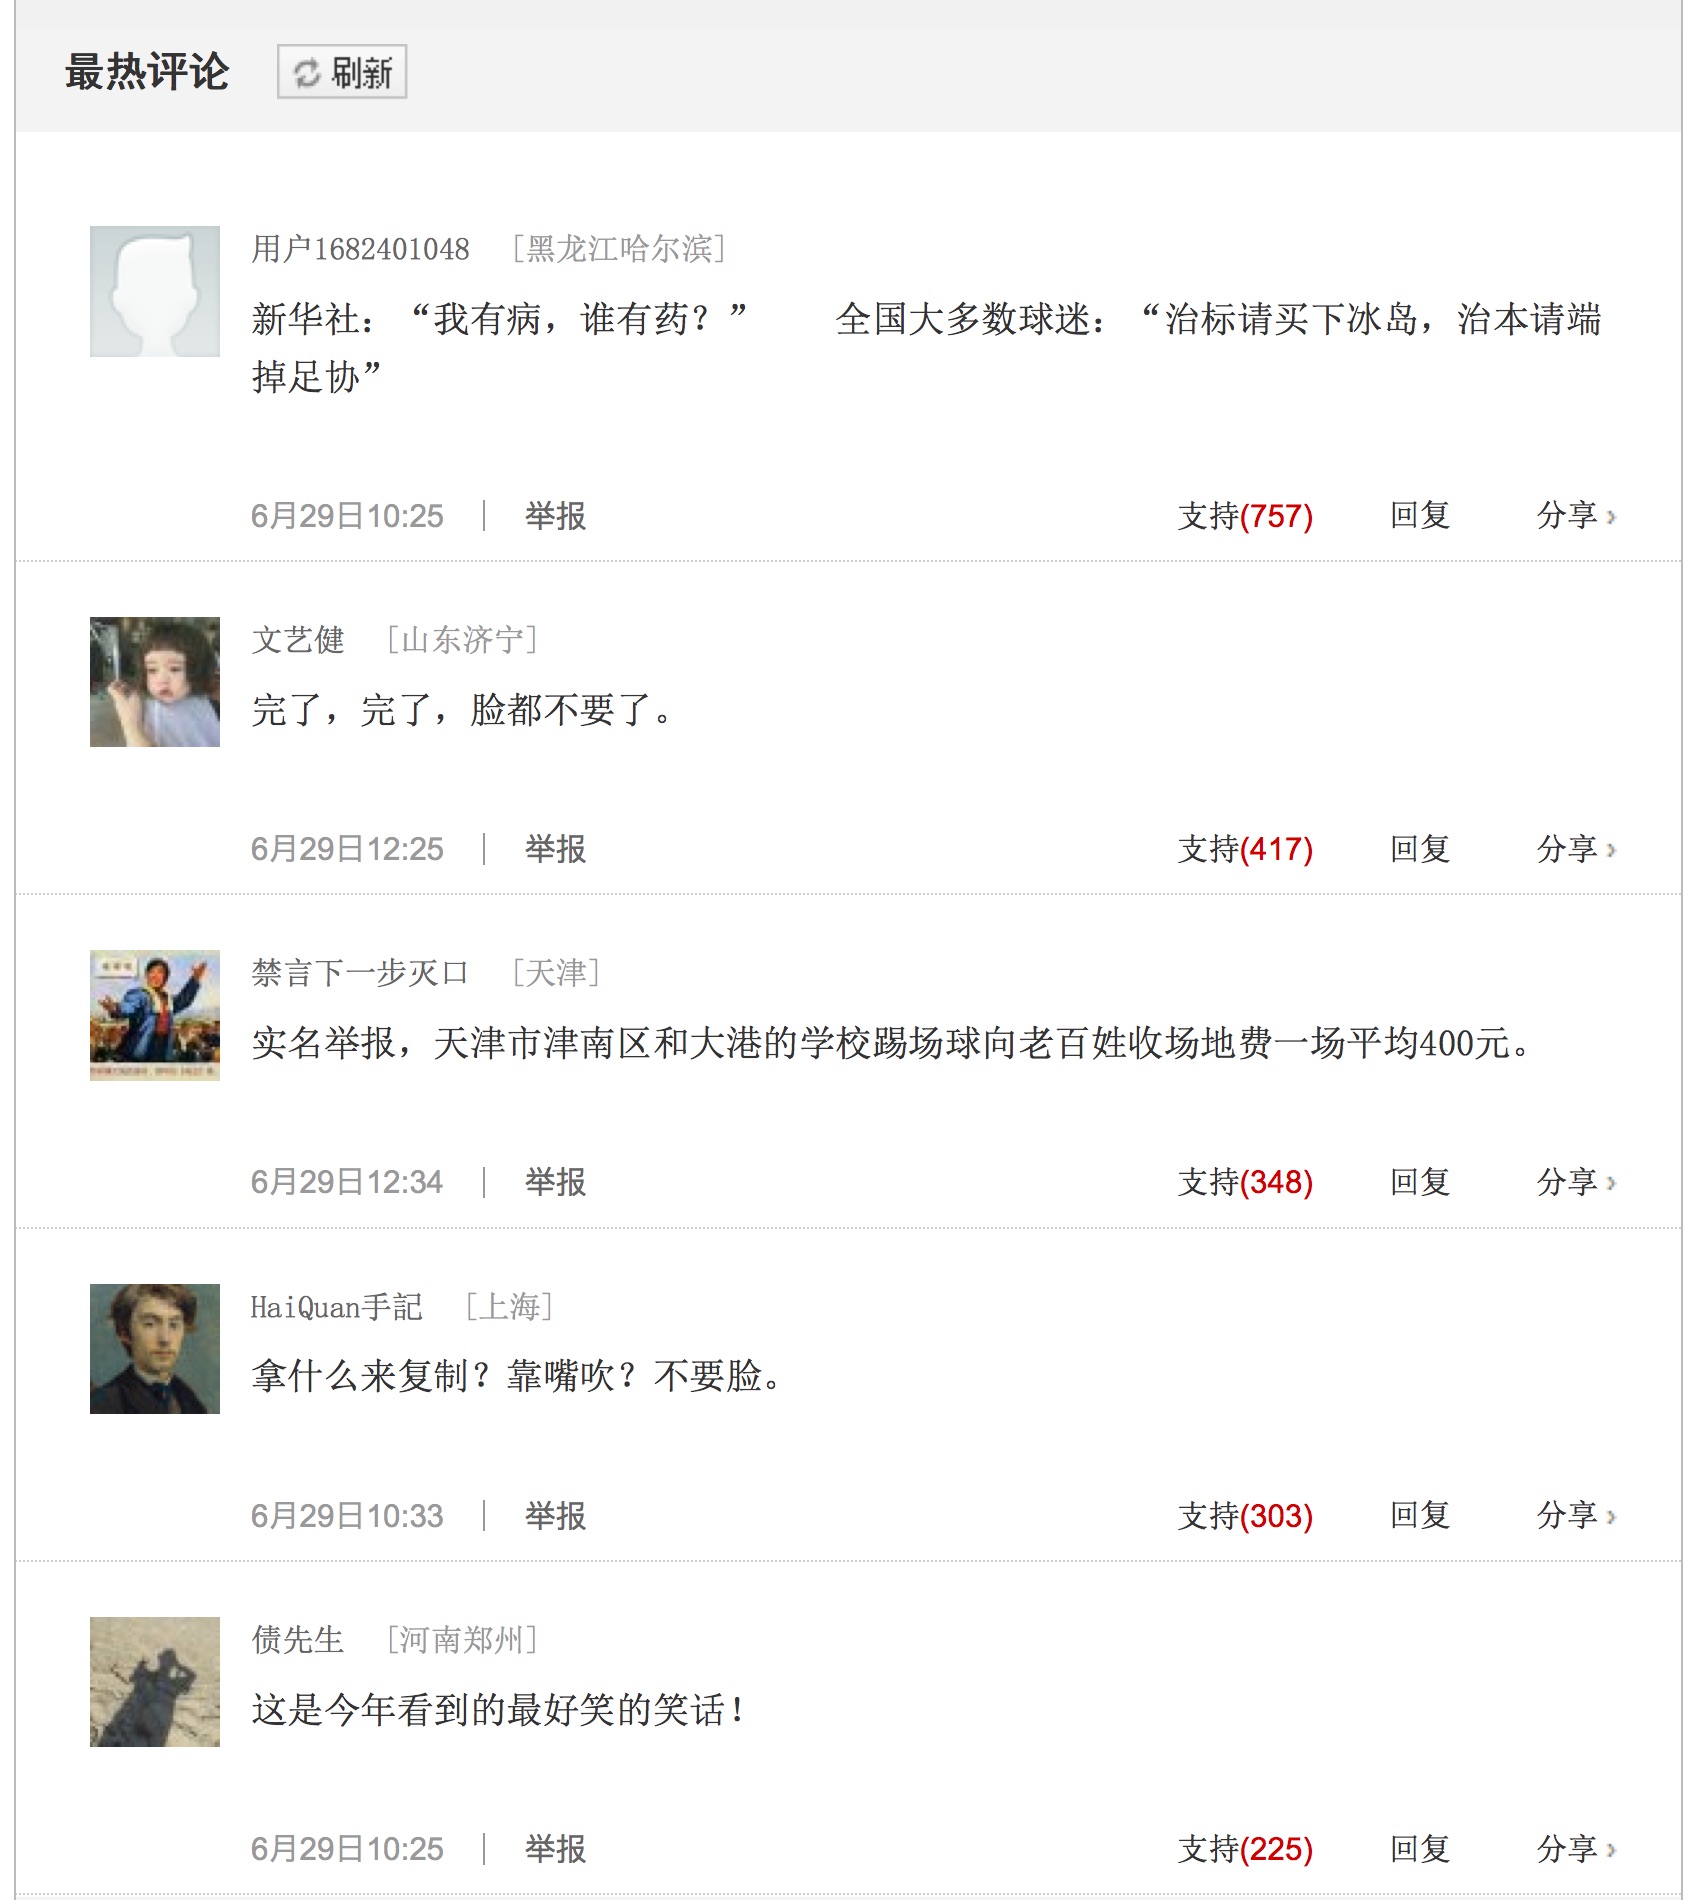 最热评论 刷新
用户1682401048 [黑龙江哈尔滨]
新华社：“我有病，谁有药？” 全国大多数球迷：“治标请买下冰岛，治本请端
掉足协”
6月29日10:25 | 举报 支持(757) 回复 分享 ›
文艺健 [山东济宁]
完了，完了，脸都不要了。
6月29日12:25 | 举报 支持(417) 回复 分享 ›
禁言下一步灭口 [天津]
实名举报，天津市津南区和大港的学校踢场球向老百姓收场地费一场平均400元。
6月29日12:34 | 举报 支持(348) 回复 分享 ›
HaiQuan手記 [上海]
拿什么来复制？靠嘴吹？不要脸。
6月29日10:33 | 举报 支持(303) 回复 分享 ›
债先生 [河南郑州]
这是今年看到的最好笑的笑话！
6月29日10:25 | 举报 支持(225) 回复 分享 ›